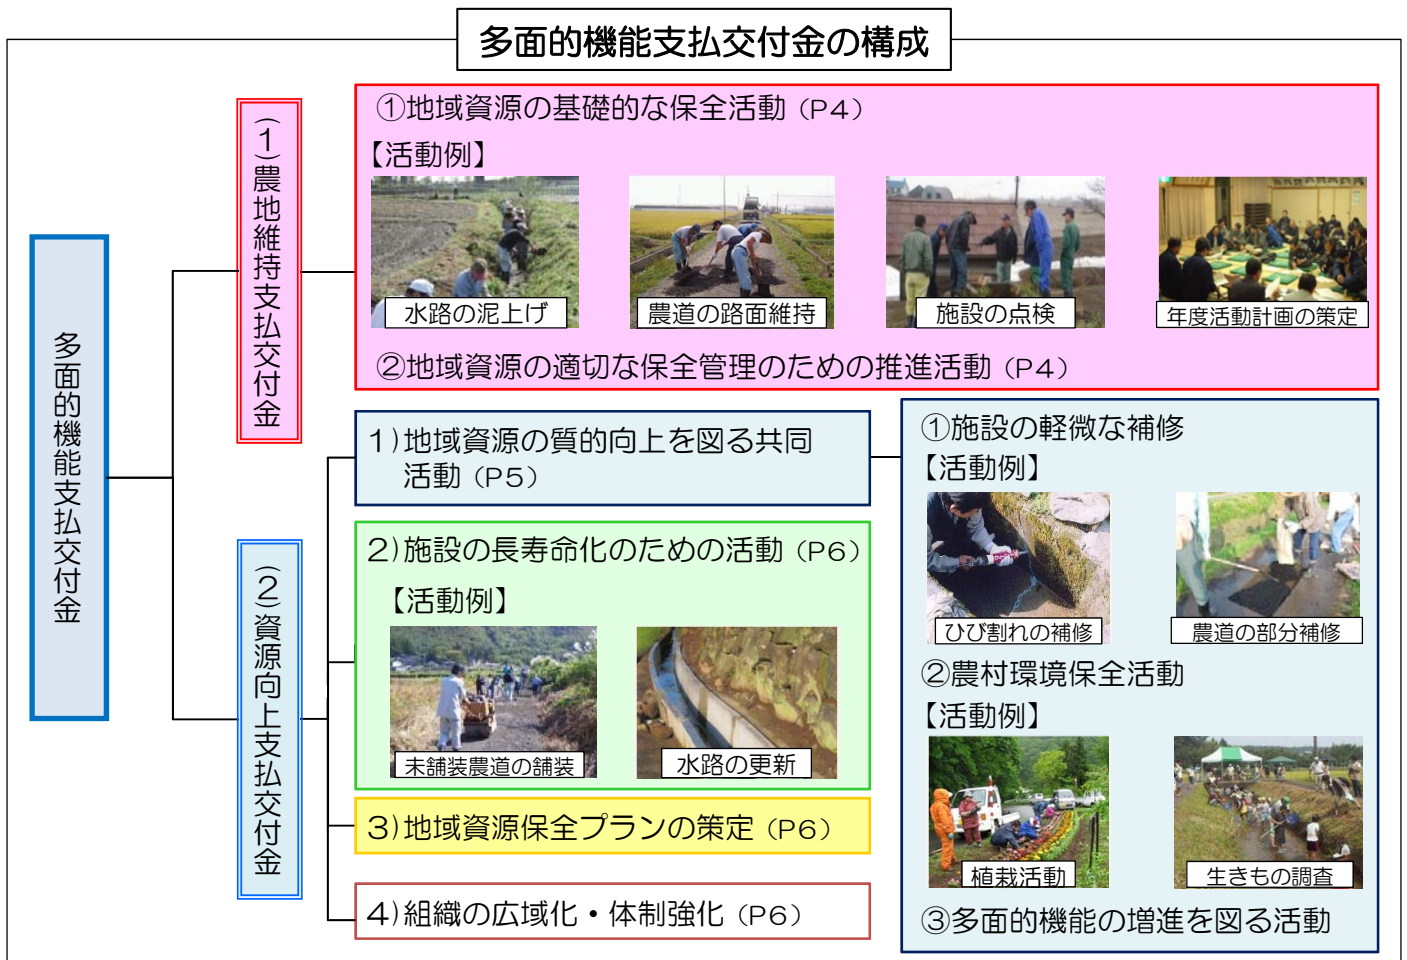 多面的機能支払交付金の構成
多面的機能支払交付金
(1)農地維持支払交付金
①地域資源の基礎的な保全活動（P4）
【活動例】
水路の泥上げ
農道の路面維持
施設の点検
年度活動計画の策定
②地域資源の適切な保全管理のための推進活動（P4）
(2)資源向上支払交付金
1)地域資源の質的向上を図る共同
活動（P5）
①施設の軽微な補修
【活動例】
ひび割れの補修
農道の部分補修
②農村環境保全活動
【活動例】
植栽活動
生きもの調査
③多面的機能の増進を図る活動
2)施設の長寿命化のための活動（P6）
【活動例】
未舗装農道の舗装
水路の更新
3)地域資源保全プランの策定（P6）
4)組織の広域化・体制強化（P6）